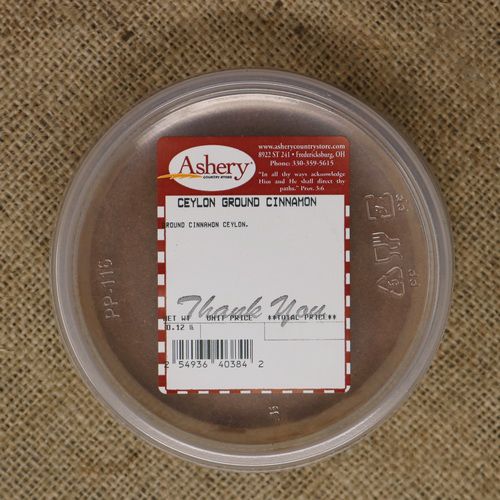 Ashery
COUNTRY STORE
www.asherycountrystore.com
8922 ST 241 • Fredericksburg, OH
Phone: 330-359-5615
"In all thy ways acknowledge
Him and He shall direct thy
paths." Prov. 3:6
CEYLON GROUND CINNAMON
ROUND CINNAMON CEYLON.
Thank You
NET WT UNIT PRICE **TOTAL PRICE**
0.12 lb
2 54936 40384 2
PP-115
PP